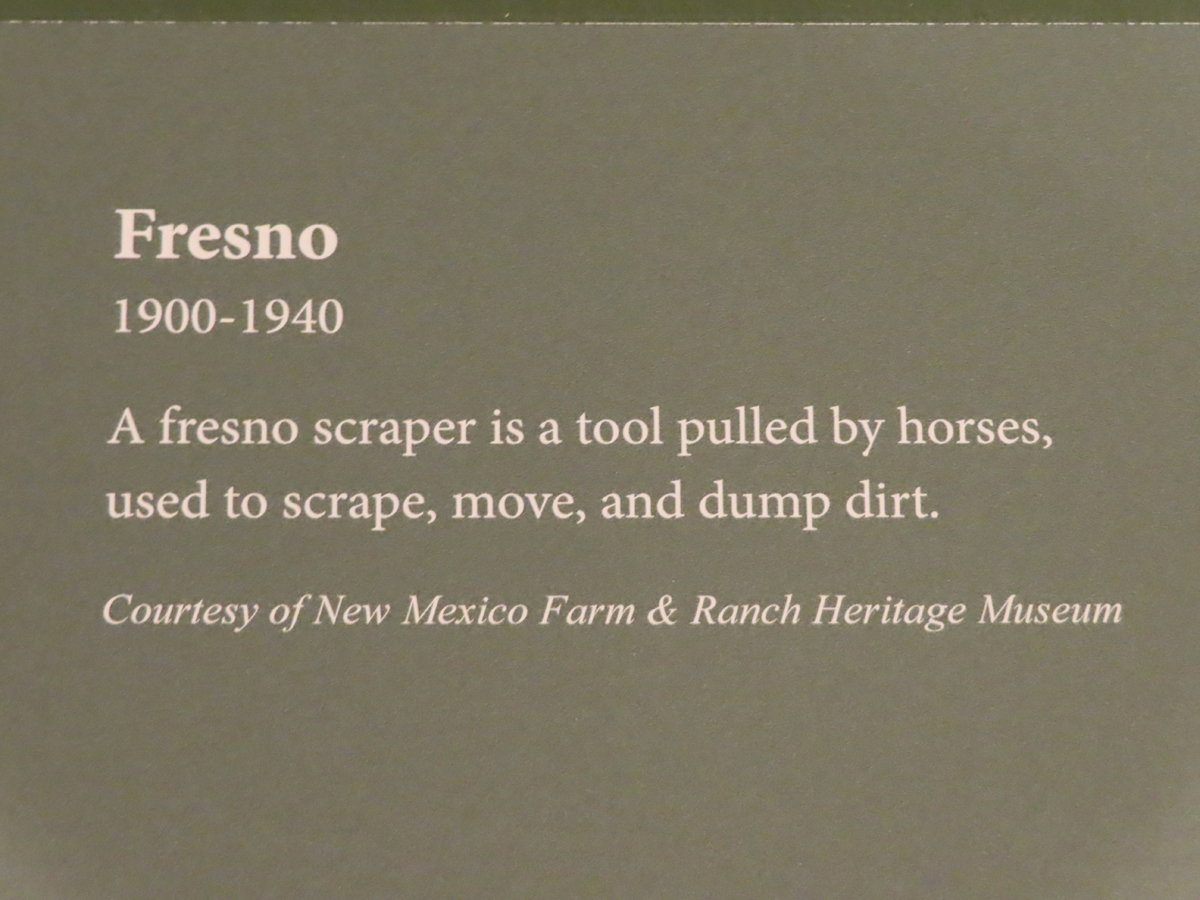 Fresno
1900-1940
A fresno scraper is a tool pulled by horses,
used to scrape, move, and dump dirt.
Courtesy of New Mexico Farm & Ranch Heritage Museum